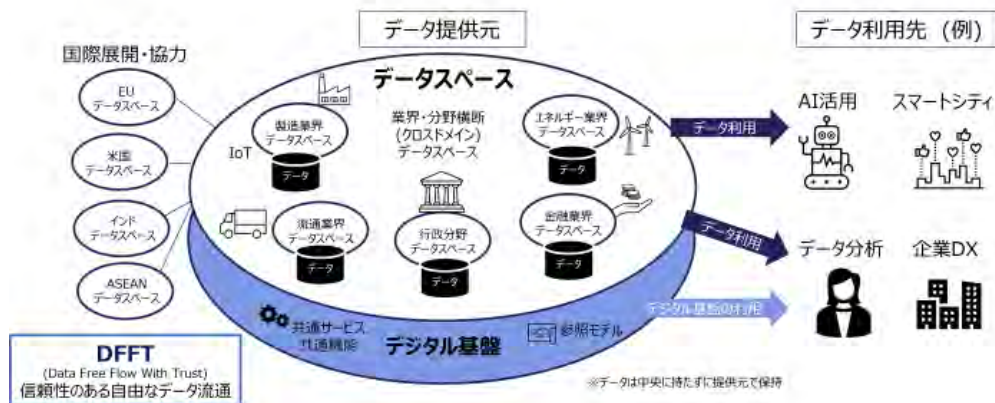 データ提供元
データ利用先 (例)
国際展開・協力
EU
データスペース
米国
データスペース
インド
データスペース
ASEAN
データスペース
データスペース
製造業界
データスペース
IoT
データ
業界・分野横断
(クロスドメイン)
データスペース
エネルギー業界
データスペース
データ
流通業界
データスペース
データ
行政分野
データスペース
データ
金融業界
データスペース
データ
共通サービス
共通機能
デジタル基盤
参照モデル
データ利用
データ利用
デジタル基盤の利用
AI活用
スマートシティ
データ分析
企業DX
DFFT
(Data Free Flow With Trust)
信頼性のある自由なデータ流通
※データは中央に持たずに提供元で保持